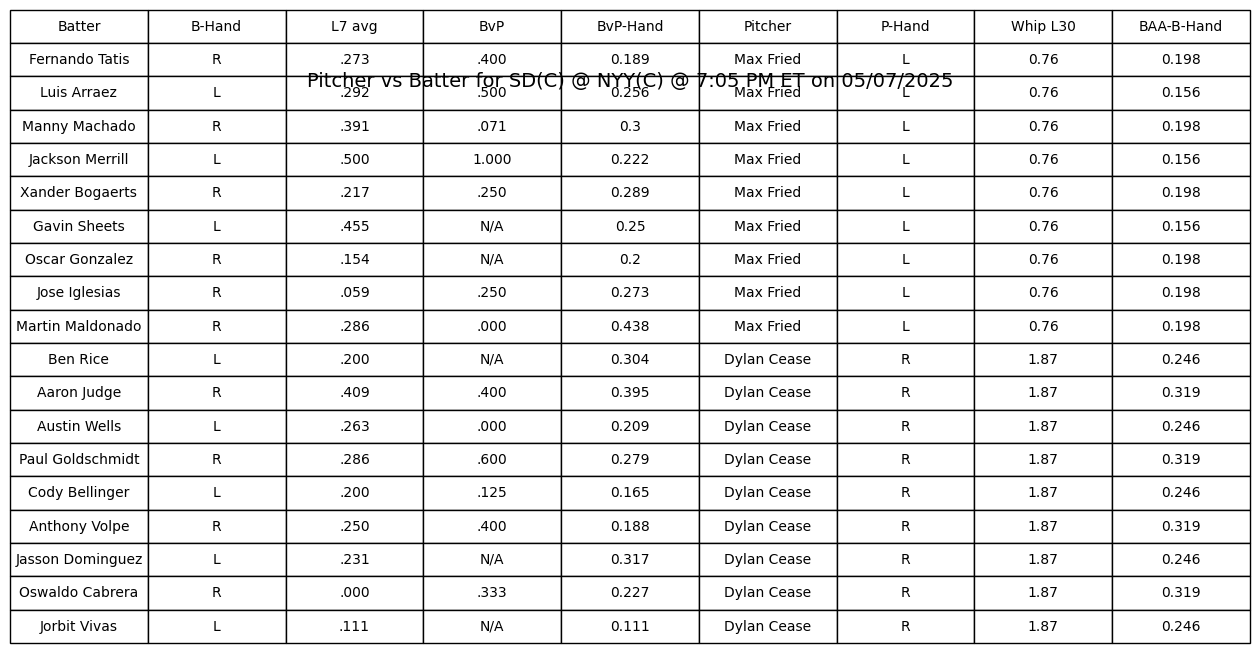 Batter B-Hand L7 avg BvP BvP-Hand Pitcher P-Hand Whip L30 BAA-B-Hand
Fernando Tatis R .273 .400 0.189 Max Fried L 0.76 0.198
Pitcher vs Batter for SD(C) @ NYY(C) @ 7:05 PM ET on 05/07/2025
Luis Arraez L .292 .500 0.256 Max Fried L 0.76 0.156
Manny Machado R .391 .071 0.3 Max Fried L 0.76 0.198
Jackson Merrill L .500 1.000 0.222 Max Fried L 0.76 0.156
Xander Bogaerts R .217 .250 0.289 Max Fried L 0.76 0.198
Gavin Sheets L .455 N/A 0.25 Max Fried L 0.76 0.156
Oscar Gonzalez R .154 N/A 0.2 Max Fried L 0.76 0.198
Jose Iglesias R .059 .250 0.273 Max Fried L 0.76 0.198
Martin Maldonado R .286 .000 0.438 Max Fried L 0.76 0.198
Ben Rice L .200 N/A 0.304 Dylan Cease R 1.87 0.246
Aaron Judge R .409 .400 0.395 Dylan Cease R 1.87 0.319
Austin Wells L .263 .000 0.209 Dylan Cease R 1.87 0.246
Paul Goldschmidt R .286 .600 0.279 Dylan Cease R 1.87 0.319
Cody Bellinger L .200 .125 0.165 Dylan Cease R 1.87 0.246
Anthony Volpe R .250 .400 0.188 Dylan Cease R 1.87 0.319
Jasson Dominguez L .231 N/A 0.317 Dylan Cease R 1.87 0.246
Oswaldo Cabrera R .000 .333 0.227 Dylan Cease R 1.87 0.319
Jorbit Vivas L .111 N/A 0.111 Dylan Cease R 1.87 0.246